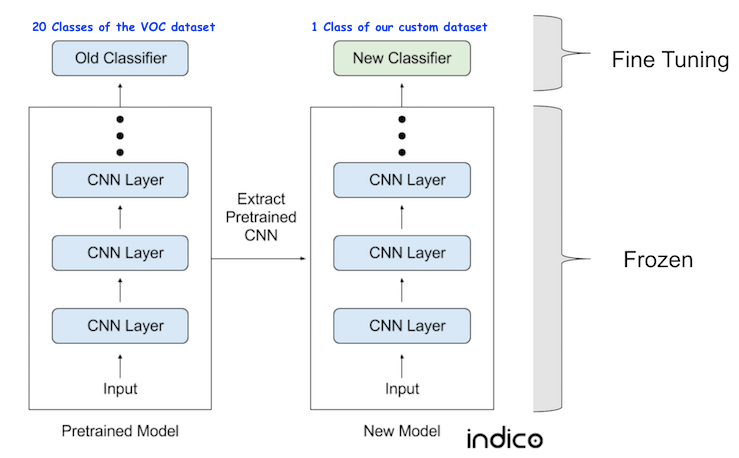 20 Classes of the VOC dataset
1 Class of our custom dataset
Old Classifier
New Classifier
Fine Tuning
CNN Layer
CNN Layer
Extract
Pretrained
CNN
CNN Layer
CNN Layer
Frozen
CNN Layer
CNN Layer
Input
Input
Pretrained Model
New Model
indico